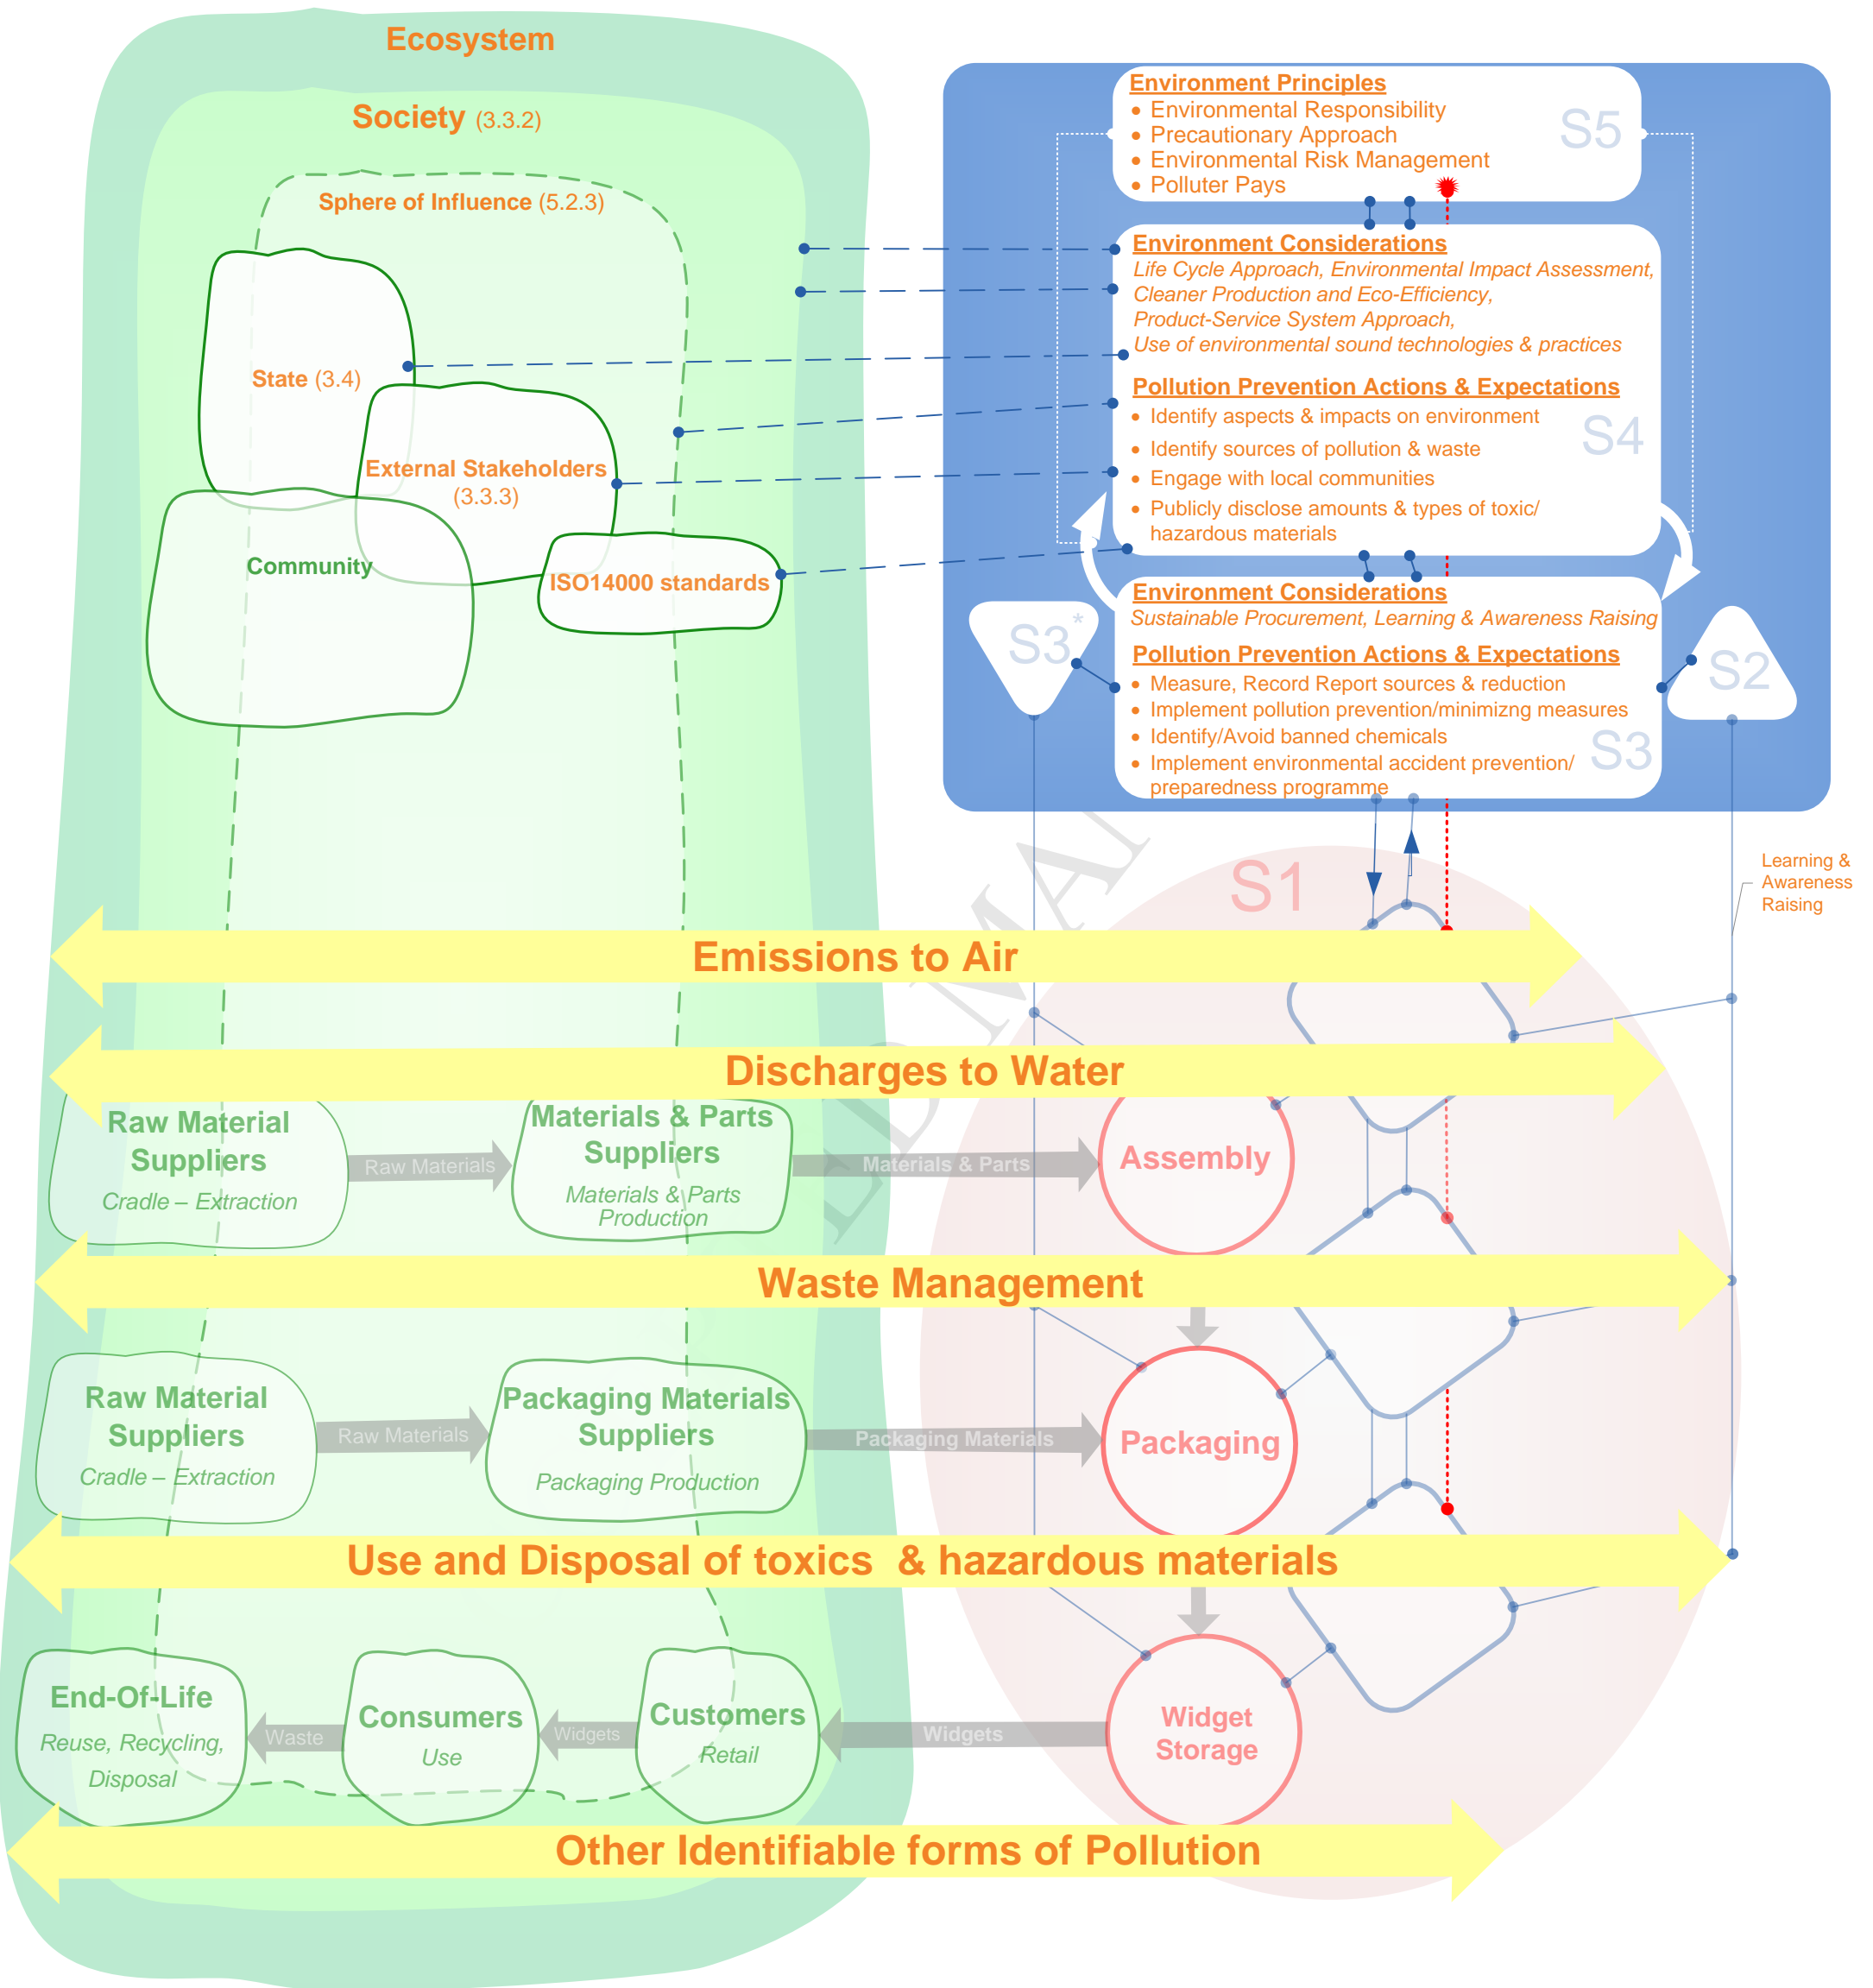 Ecosystem
Society (3.3.2)
Sphere of Influence (5.2.3)
State (3.4)
External Stakeholders
(3.3.3)
Community
ISO14000 standards
Environment Principles
• Environmental Responsibility
• Precautionary Approach
• Environmental Risk Management
• Polluter Pays
S5
Environment Considerations
Life Cycle Approach, Environmental Impact Assessment,
Cleaner Production and Eco-Efficiency,
Product-Service System Approach,
Use of environmental sound technologies & practices
Pollution Prevention Actions & Expectations
• Identify aspects & impacts on environment
• Identify sources of pollution & waste
• Engage with local communities
• Publicly disclose amounts & types of toxic/
hazardous materials
S4
Environment Considerations
Sustainable Procurement, Learning & Awareness Raising
Pollution Prevention Actions & Expectations
• Measure, Record Report sources & reduction
• Implement pollution prevention/minimizng measures
• Identify/Avoid banned chemicals
• Implement environmental accident prevention/
preparedness programme
S3
S3*
S2
S1
Learning &
Awareness
Raising
Emissions to Air
Discharges to Water
Raw Material
Suppliers
Cradle – Extraction
Raw Materials
Materials & Parts
Suppliers
Materials & Parts
Production
Materials & Parts
Assembly
Waste Management
Raw Material
Suppliers
Cradle – Extraction
Raw Materials
Packaging Materials
Suppliers
Packaging Production
Packaging Materials
Packaging
Use and Disposal of toxics & hazardous materials
End-Of-Life
Reuse, Recycling,
Disposal
Waste
Consumers
Use
Widgets
Customers
Retail
Widgets
Widget
Storage
Other Identifiable forms of Pollution